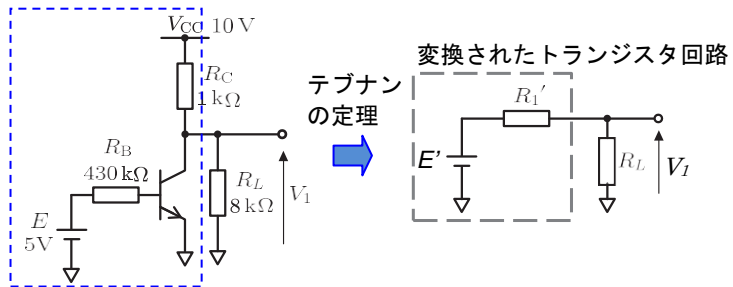 V_CC 10 V
R_C
1 kΩ
R_B
430 kΩ
E
5V
R_L
8 kΩ
V_1
テブナン
の定理
変換されたトランジスタ回路
R_1'
E'
R_L
V_1